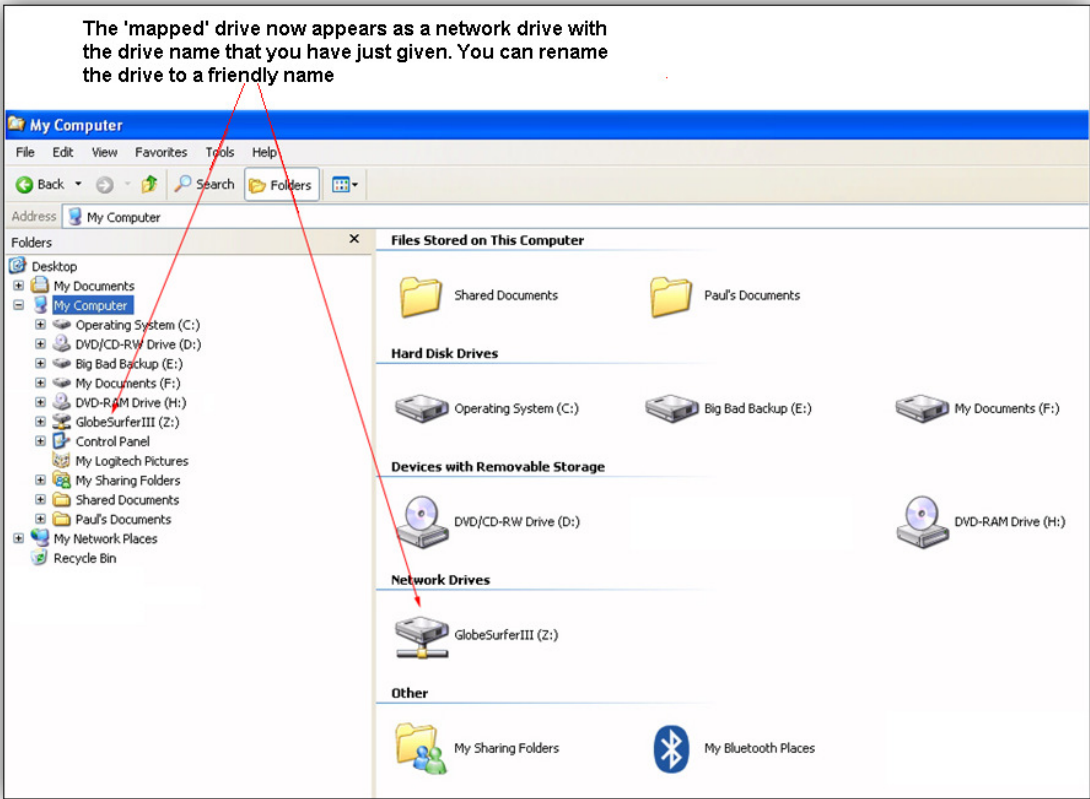 The 'mapped' drive now appears as a network drive with
the drive name that you have just given. You can rename
the drive to a friendly name
My Computer
File Edit View Favorites Tools Help
Back Search Folders
Address My Computer
Folders
Desktop
My Documents
My Computer
Operating System (C:)
DVD/CD-RW Drive (D:)
Big Bad Backup (E:)
My Documents (F:)
DVD-RAM Drive (H:)
GlobeSurferIII (Z:)
Control Panel
My Logitech Pictures
My Sharing Folders
Shared Documents
Paul's Documents
My Network Places
Recycle Bin
Files Stored on This Computer
Shared Documents Paul's Documents
Hard Disk Drives
Operating System (C:) Big Bad Backup (E:) My Documents (F:)
Devices with Removable Storage
DVD/CD-RW Drive (D:) DVD-RAM Drive (H:)
Network Drives
GlobeSurferIII (Z:)
Other
My Sharing Folders My Bluetooth Places